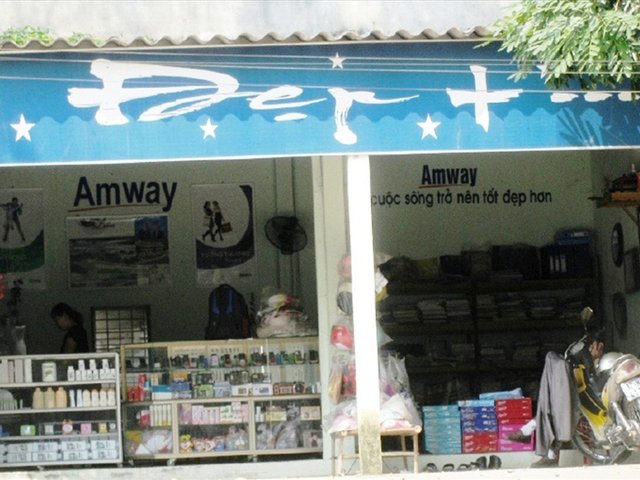 Đẹp +
Amway
Amway
cuộc sống trở nên tốt đẹp hơn